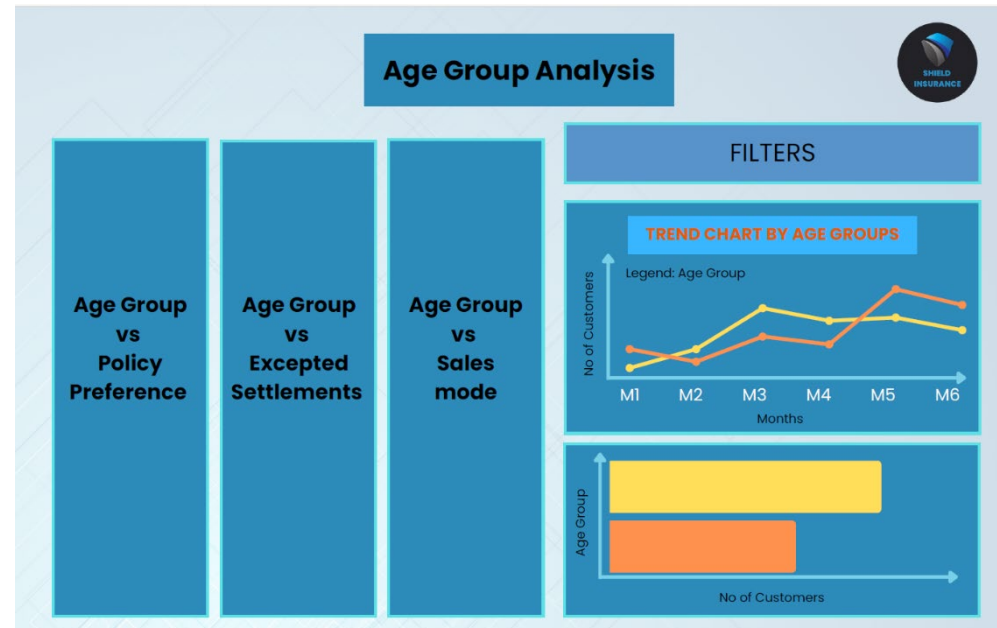 Age Group Analysis
SHIELD
INSURANCE
Age Group
vs
Policy
Preference
Age Group
vs
Excepted
Settlements
Age Group
vs
Sales
mode
FILTERS
TREND CHART BY AGE GROUPS
Legend: Age Group
No of Customers
M1 M2 M3 M4 M5 M6
Months
Age Group
No of Customers